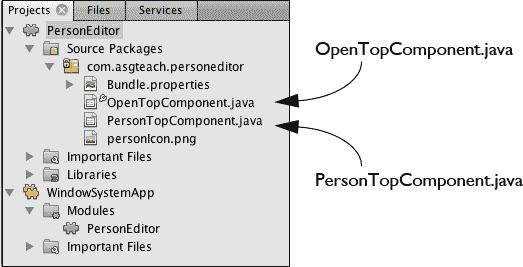 Projects
Files
Services
PersonEditor
Source Packages
com.asgteach.personeditor
Bundle.properties
OpenTopComponent.java
PersonTopComponent.java
personIcon.png
Important Files
Libraries
WindowSystemApp
Modules
PersonEditor
Important Files
OpenTopComponent.java
PersonTopComponent.java